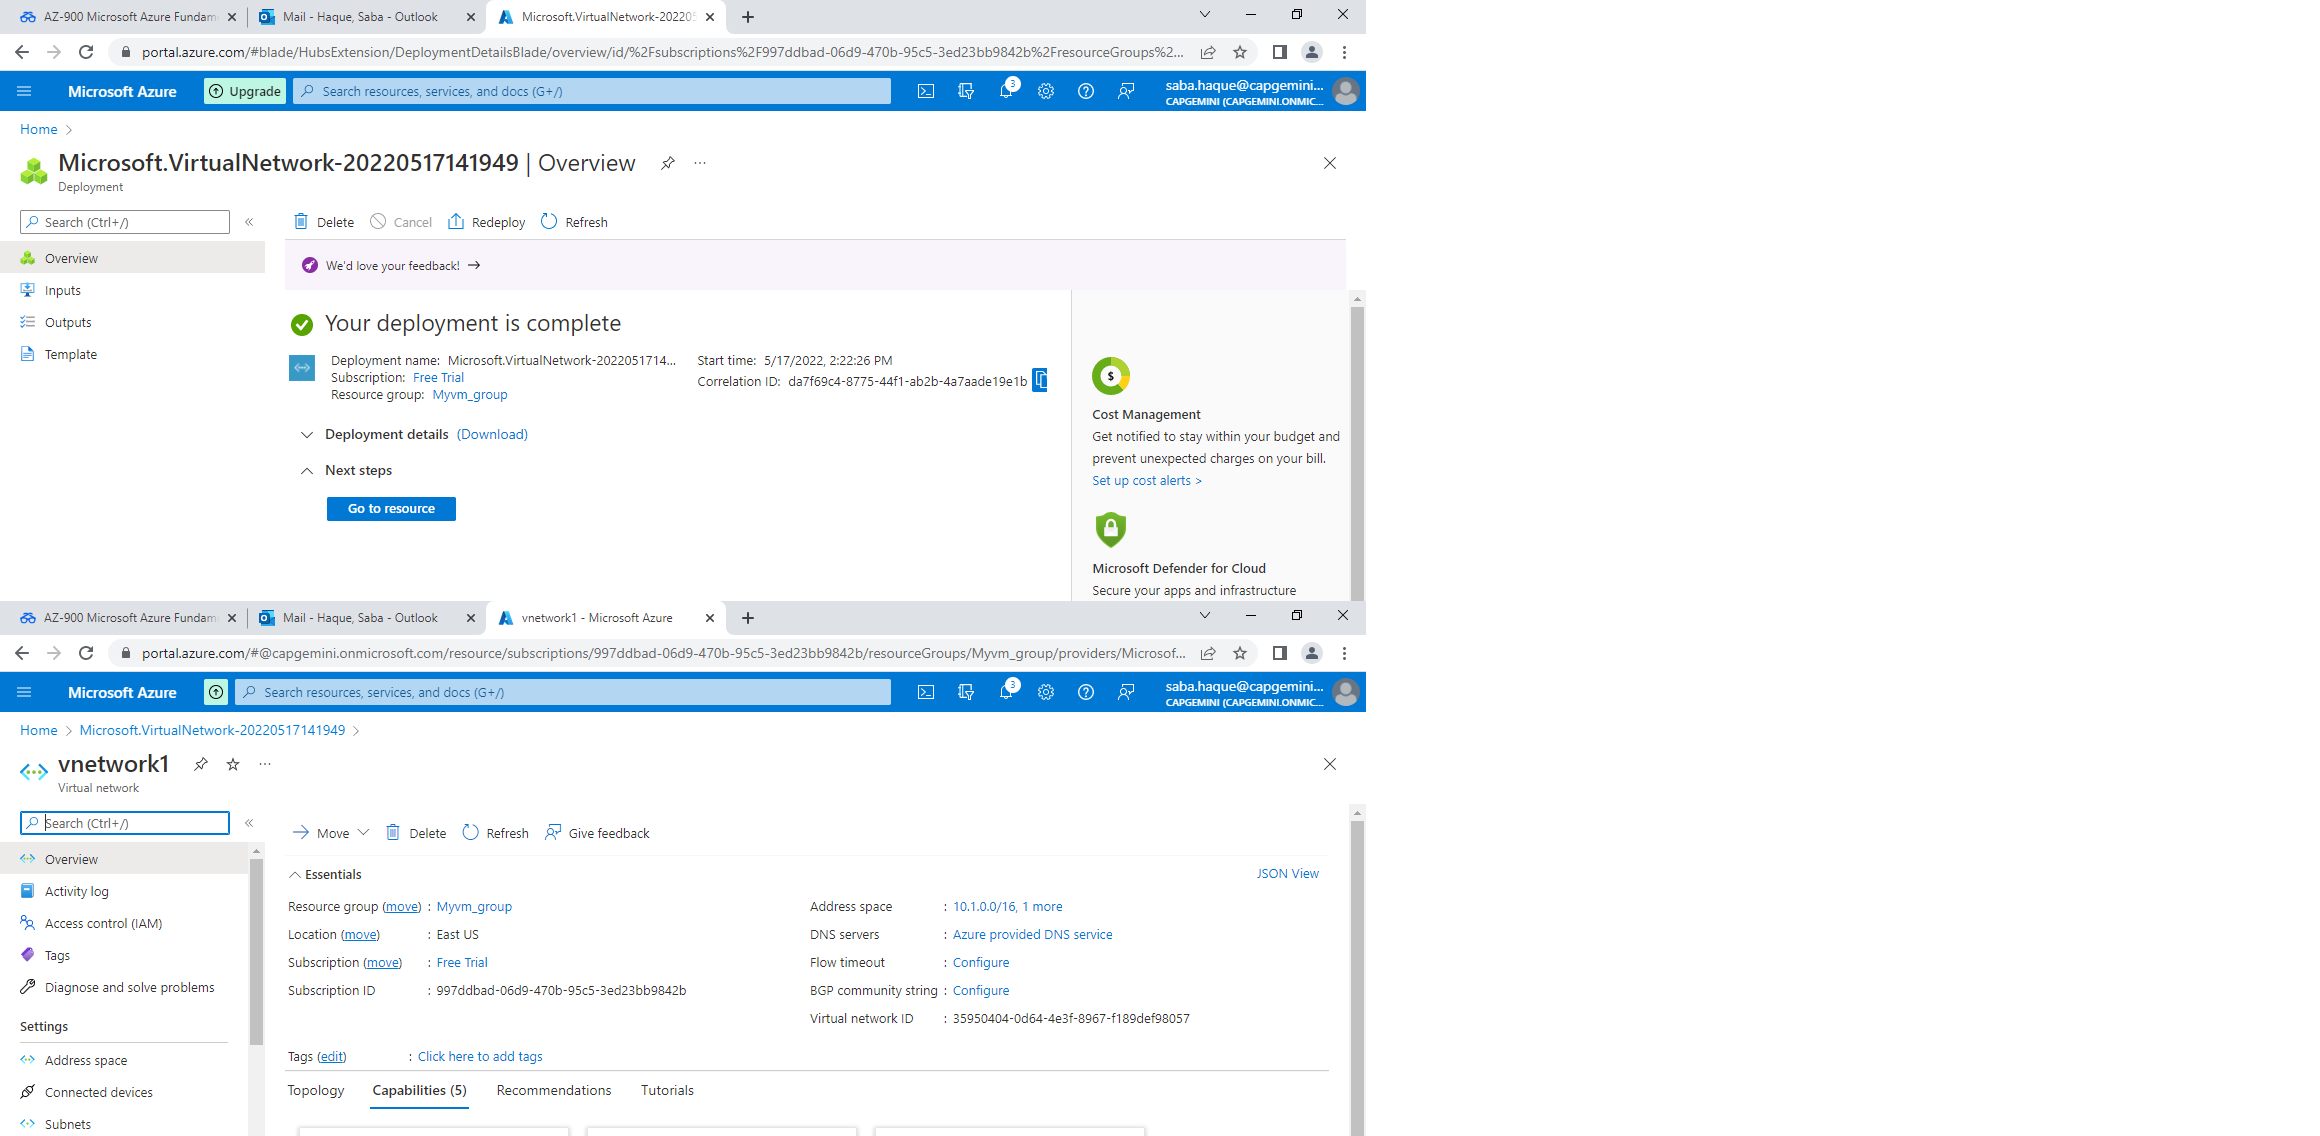 AZ-900 Microsoft Azure Fundam
Mail - Haque, Saba - Outlook
Microsoft.VirtualNetwork-20220
portal.azure.com/#blade/HubsExtension/DeploymentDetailsBlade/overview/id/%2Fsubscriptions%2F997ddbad-06d9-470b-95c5-3ed23bb9842b%2FresourceGroups%2...
Microsoft Azure
Upgrade
Search resources, services, and docs (G+/)
3
saba.haque@capgemini...
CAPGEMINI (CAPGEMINI.ONMIC...
Home
Microsoft.VirtualNetwork-20220517141949 | Overview
Deployment
Search (Ctrl+/)
Delete
Cancel
Redeploy
Refresh
Overview
Inputs
Outputs
Template
We'd love your feedback!
Your deployment is complete
Deployment name: Microsoft.VirtualNetwork-2022051714...
Subscription: Free Trial
Resource group: Myvm_group
Start time: 5/17/2022, 2:22:26 PM
Correlation ID: da7f69c4-8775-44f1-ab2b-4a7aade19e1b
Deployment details (Download)
Next steps
Go to resource
$
Cost Management
Get notified to stay within your budget and
prevent unexpected charges on your bill.
Set up cost alerts >
Microsoft Defender for Cloud
Secure your apps and infrastructure
AZ-900 Microsoft Azure Fundam
Mail - Haque, Saba - Outlook
vnetwork1 - Microsoft Azure
portal.azure.com/#@capgemini.onmicrosoft.com/resource/subscriptions/997ddbad-06d9-470b-95c5-3ed23bb9842b/resourceGroups/Myvm_group/providers/Microsof...
Microsoft Azure
Search resources, services, and docs (G+/)
3
saba.haque@capgemini...
CAPGEMINI (CAPGEMINI.ONMIC...
Home
Microsoft.VirtualNetwork-20220517141949
vnetwork1
Virtual network
Search (Ctrl+/)
Move
Delete
Refresh
Give feedback
Overview
Activity log
Access control (IAM)
Tags
Diagnose and solve problems
Settings
Address space
Connected devices
Subnets
Essentials
JSON View
Resource group (move) : Myvm_group
Location (move) : East US
Subscription (move) : Free Trial
Subscription ID : 997ddbad-06d9-470b-95c5-3ed23bb9842b
Address space : 10.1.0.0/16, 1 more
DNS servers : Azure provided DNS service
Flow timeout : Configure
BGP community string : Configure
Virtual network ID : 35950404-0d64-4e3f-8967-f189def98057
Tags (edit) : Click here to add tags
Topology
Capabilities (5)
Recommendations
Tutorials